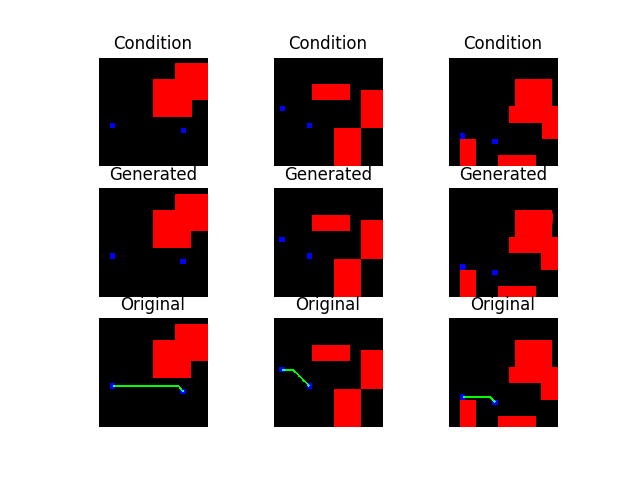 Condition Condition Condition
Generated Generated Generated
Original Original Original